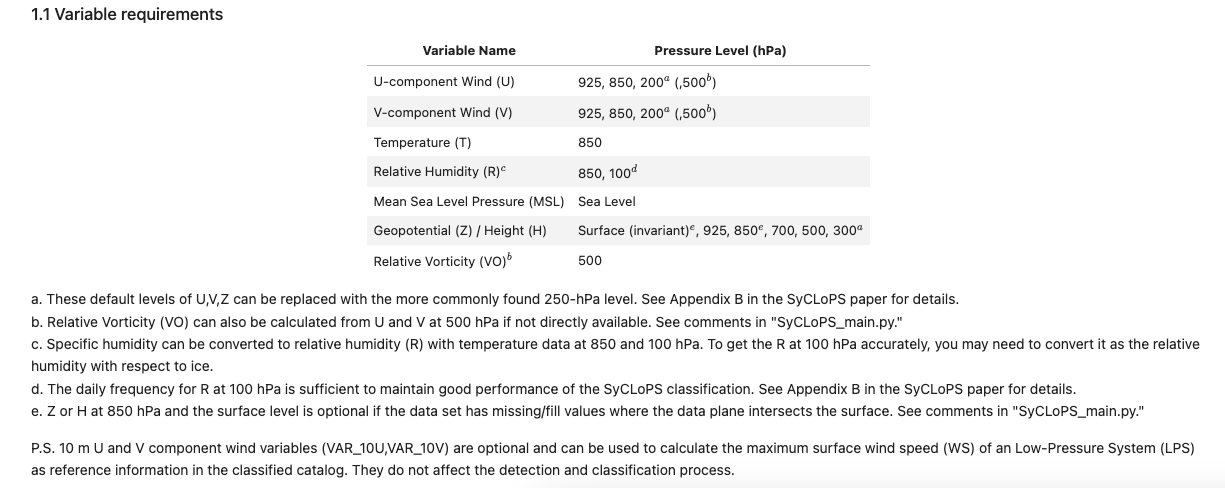 1.1 Variable requirements
Variable Name Pressure Level (hPa)
U-component Wind (U) 925, 850, 200ᵃ (,500ᵇ)
V-component Wind (V) 925, 850, 200ᵃ (,500ᵇ)
Temperature (T) 850
Relative Humidity (R)ᶜ 850, 100ᵈ
Mean Sea Level Pressure (MSL) Sea Level
Geopotential (Z) / Height (H) Surface (invariant)ᵉ, 925, 850ᵉ, 700, 500, 300ᵃ
Relative Vorticity (VO)ᵇ 500
a. These default levels of U,V,Z can be replaced with the more commonly found 250-hPa level. See Appendix B in the SyCLoPS paper for details.
b. Relative Vorticity (VO) can also be calculated from U and V at 500 hPa if not directly available. See comments in "SyCLoPS_main.py."
c. Specific humidity can be converted to relative humidity (R) with temperature data at 850 and 100 hPa. To get the R at 100 hPa accurately, you may need to convert it as the relative
humidity with respect to ice.
d. The daily frequency for R at 100 hPa is sufficient to maintain good performance of the SyCLoPS classification. See Appendix B in the SyCLoPS paper for details.
e. Z or H at 850 hPa and the surface level is optional if the data set has missing/fill values where the data plane intersects the surface. See comments in "SyCLoPS_main.py."
P.S. 10 m U and V component wind variables (VAR_10U,VAR_10V) are optional and can be used to calculate the maximum surface wind speed (WS) of an Low-Pressure System (LPS)
as reference information in the classified catalog. They do not affect the detection and classification process.